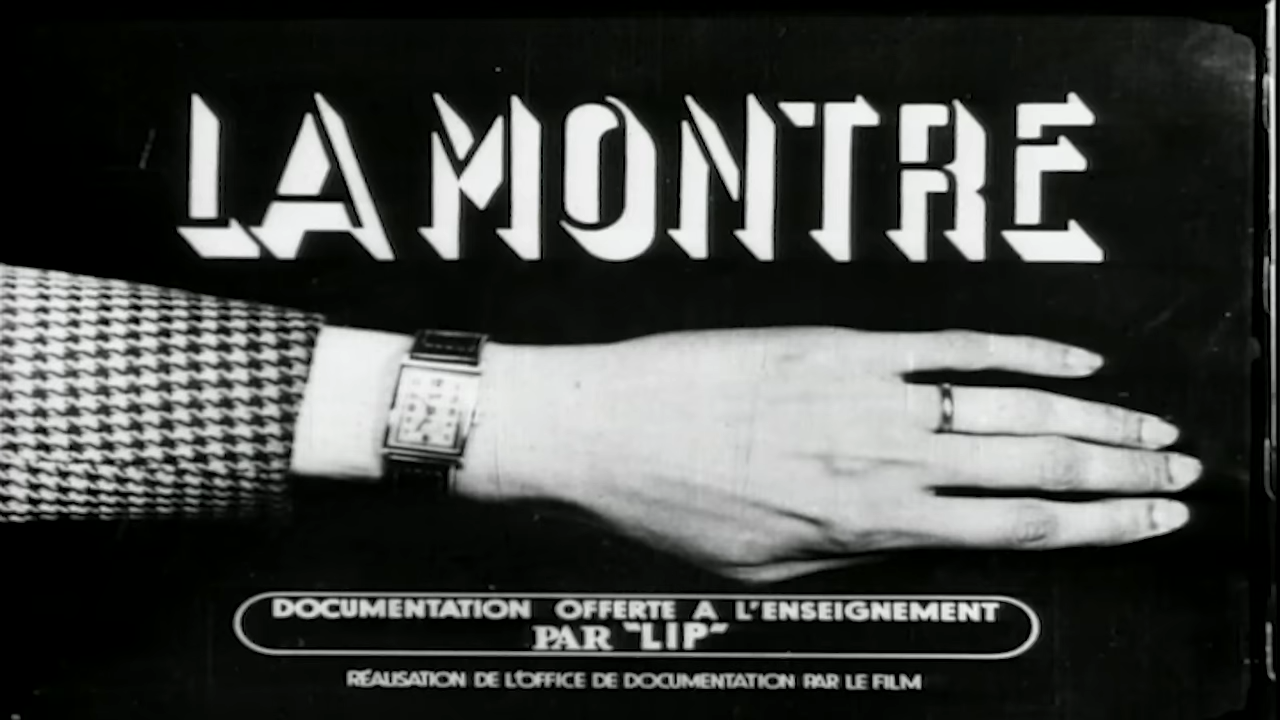 LA MONTRE
DOCUMENTATION OFFERTE A L'ENSEIGNEMENT
PAR "LIP"
RÉALISATION DE L'OFFICE DE DOCUMENTATION PAR LE FILM